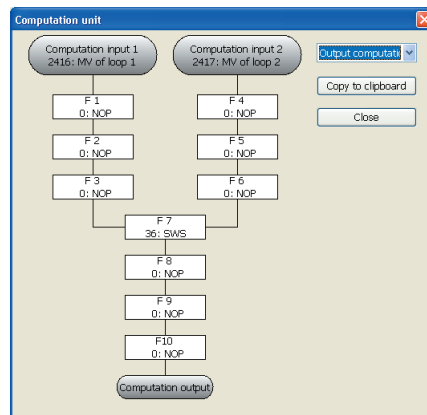 Computation unit
Computation input 1
2416: MV of loop 1
Computation input 2
2417: MV of loop 2
Output computati
Copy to clipboard
Close
F 1
0: NOP
F 4
0: NOP
F 2
0: NOP
F 5
0: NOP
F 3
0: NOP
F 6
0: NOP
F 7
36: SWS
F 8
0: NOP
F 9
0: NOP
F10
0: NOP
Computation output